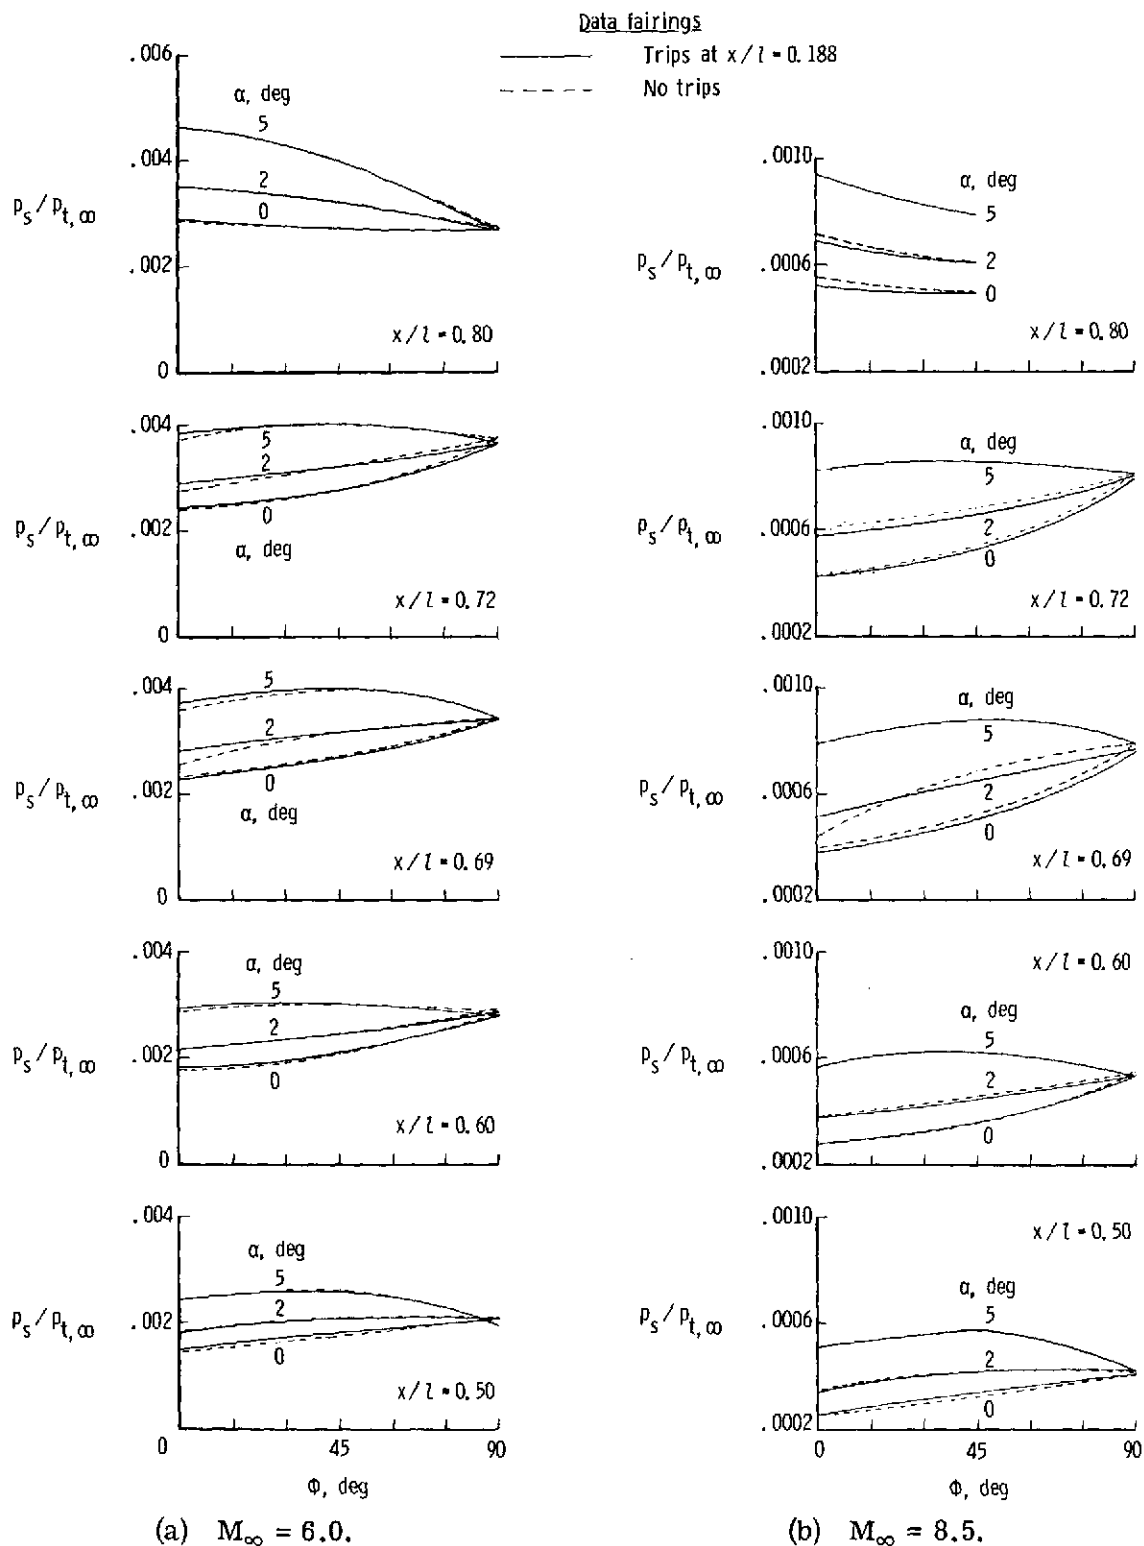 Data fairings
Trips at x/l = 0.188
No trips
.006
.004
.002
0
p_s/p_t,∞
α, deg
5
2
0
x/l = 0.80
.004
.002
0
p_s/p_t,∞
5
2
0
α, deg
x/l = 0.72
.004
.002
0
p_s/p_t,∞
5
2
0
α, deg
x/l = 0.69
.004
.002
0
p_s/p_t,∞
α, deg
5
2
0
x/l = 0.60
.004
.002
0
p_s/p_t,∞
α, deg
5
2
0
x/l = 0.50
45
90
Φ, deg
(a) M∞ = 6.0.
.0010
.0006
.0002
p_s/p_t,∞
α, deg
5
2
0
x/l = 0.80
.0010
.0006
.0002
p_s/p_t,∞
α, deg
5
2
0
x/l = 0.72
.0010
.0006
.0002
p_s/p_t,∞
α, deg
5
2
0
x/l = 0.69
.0010
.0006
.0002
p_s/p_t,∞
x/l = 0.60
α, deg
5
2
0
.0010
.0006
.0002
p_s/p_t,∞
x/l = 0.50
α, deg
5
2
0
0
45
90
Φ, deg
(b) M∞ = 8.5.